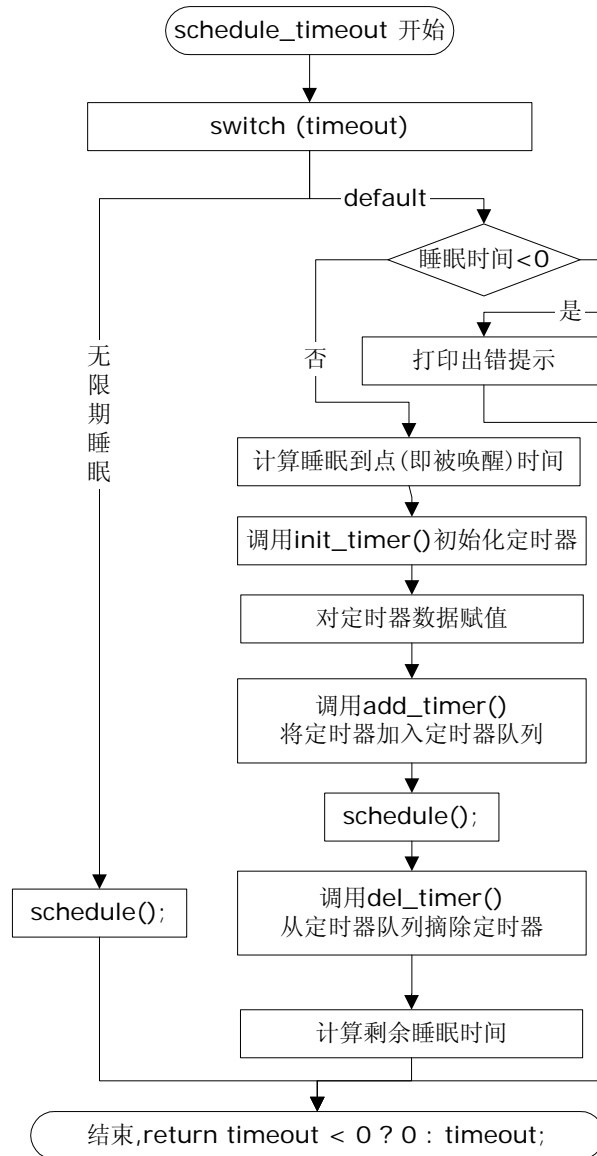 schedule_timeout 开始
switch (timeout)
default
睡眠时间<0
是
打印出错提示
无限期睡眠
否
计算睡眠到点(即被唤醒)时间
调用init_timer()初始化定时器
对定时器数据赋值
调用add_timer()
将定时器加入定时器队列
schedule();
调用del_timer()
从定时器队列摘除定时器
schedule();
计算剩余睡眠时间
结束,return timeout < 0 ? 0 : timeout;